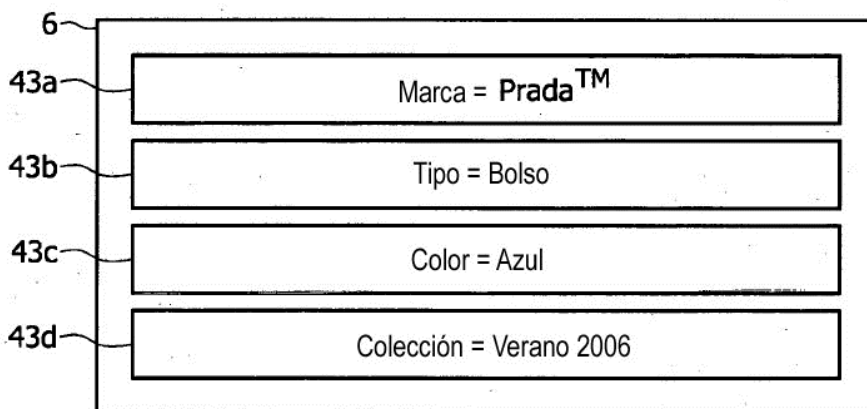 6
43a Marca = Prada™
43b Tipo = Bolso
43c Color = Azul
43d Colección = Verano 2006